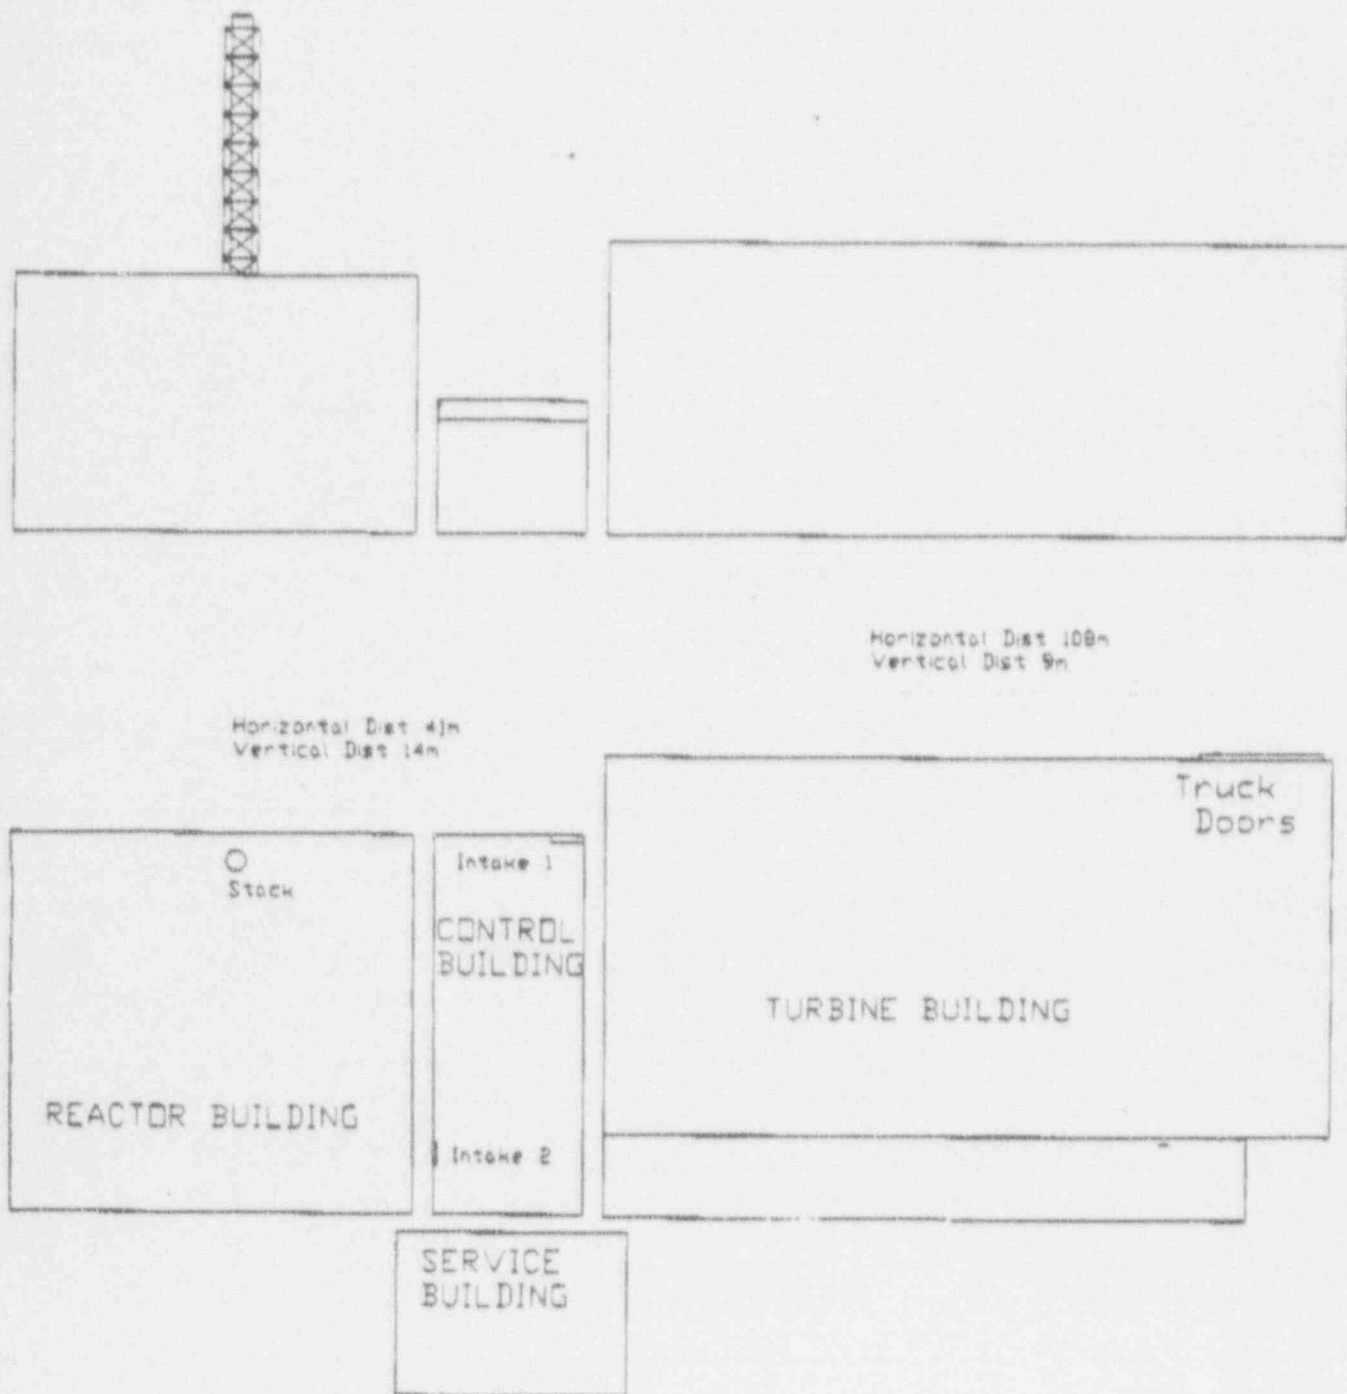 Horizontal Dist 108m
Vertical Dist 9m
Horizontal Dist 41m
Vertical Dist 14m
Truck
Doors
Stack
Intake 1
CONTROL
BUILDING
TURBINE BUILDING
REACTOR BUILDING
Intake 2
SERVICE
BUILDING